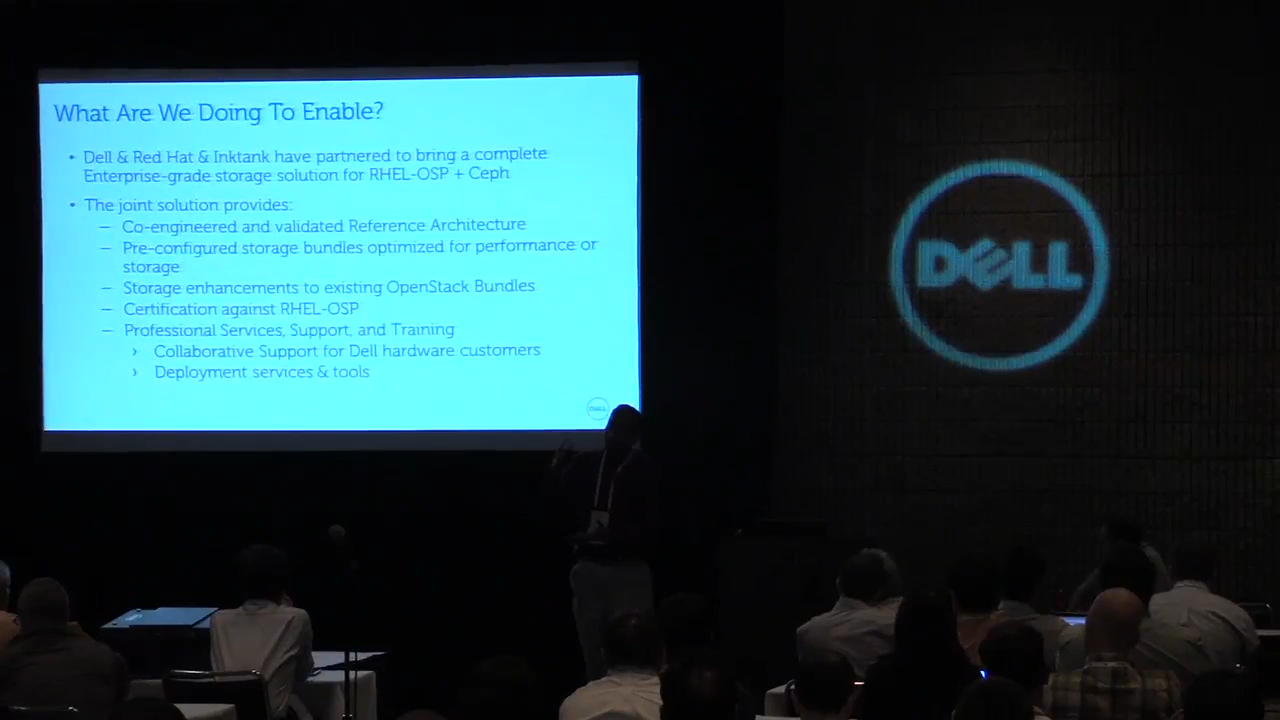 What Are We Doing To Enable?
• Dell & Red Hat & Inktank have partnered to bring a complete
Enterprise-grade storage solution for RHEL-OSP + Ceph
• The joint solution provides:
– Co-engineered and validated Reference Architecture
– Pre-configured storage bundles optimized for performance or
storage
– Storage enhancements to existing OpenStack Bundles
– Certification against RHEL-OSP
– Professional Services, Support, and Training
› Collaborative Support for Dell hardware customers
› Deployment services & tools
DELL
DELL